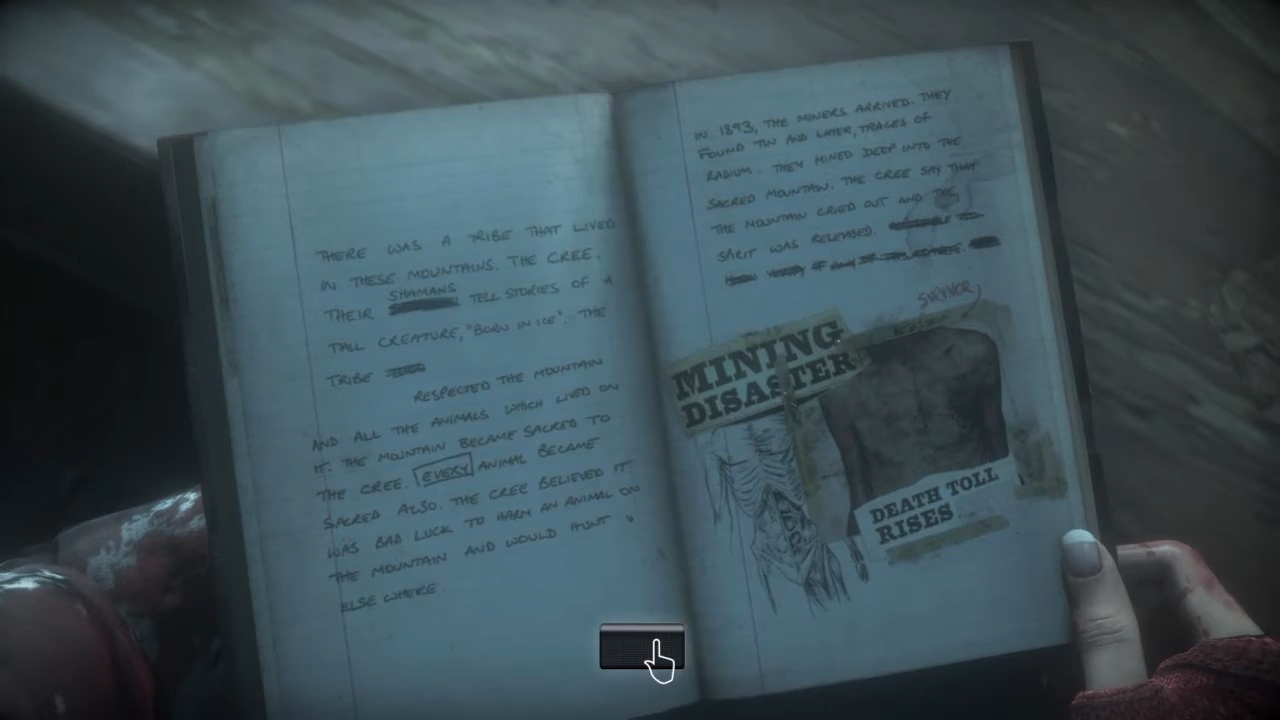 THERE WAS A TRIBE THAT LIVED
IN THESE MOUNTAINS. THE CREE.
SHAMANS
THEIR TELL STORIES OF A
TALL CREATURE, "BORN IN ICE". THE
TRIBE
RESPECTED THE MOUNTAIN
AND ALL THE ANIMALS WHICH LIVED ON
IT. THE MOUNTAIN BECAME SACRED TO
THE CREE. EVERY ANIMAL BECAME
SACRED ALSO. THE CREE BELIEVED IT
WAS BAD LUCK TO HARM AN ANIMAL ON
THE MOUNTAIN AND WOULD HUNT
ELSE WHERE.
IN 1893, THE MINERS ARRIVED. THEY
FOUND TIN AND LATER, TRACES OF
RADIUM. THEY MINED DEEP INTO THE
SACRED MOUNTAIN. THE CREE SAY THAT
THE MOUNTAIN CRIED OUT AND THE
SPIRIT WAS RELEASED.
MINING
DISASTER
DEATH TOLL
RISES